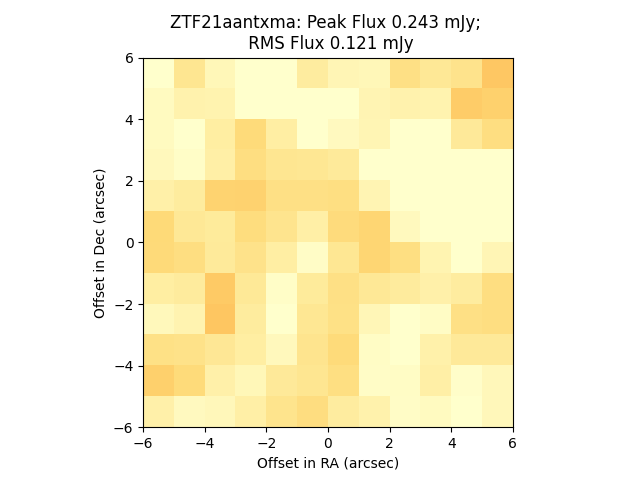 ZTF21aantxma: Peak Flux 0.243 mJy;
RMS Flux 0.121 mJy
6
4
2
0
−2
−4
−6
Offset in Dec (arcsec)
−6 −4 −2 0 2 4 6
Offset in RA (arcsec)